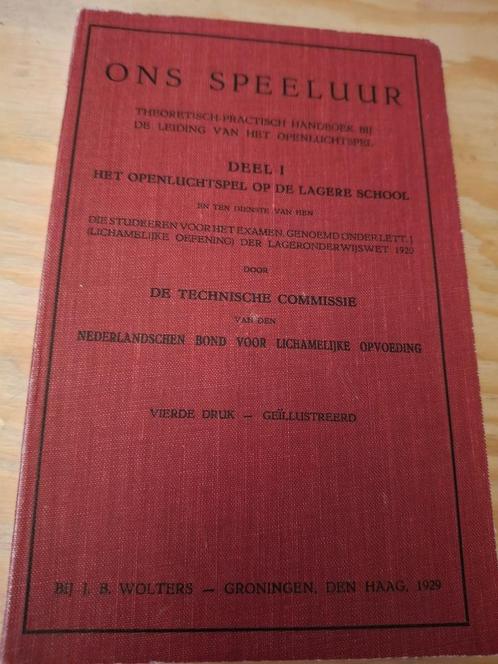 ONS SPEELUUR
THEORETISCH-PRACTISCH HANDBOEK BIJ
DE LEIDING VAN HET OPENLUCHTSPEL
DEEL I
HET OPENLUCHTSPEL OP DE LAGERE SCHOOL
EN TEN DIENSTE VAN HEN
DIE STUDEEREN VOOR HET EXAMEN, GENOEMD ONDER LETT. J
(LICHAMELIJKE OEFENING) DER LAGERONDERWIJSWET 1920
DOOR
DE TECHNISCHE COMMISSIE
VAN DEN
NEDERLANDSCHEN BOND VOOR LICHAMELIJKE OPVOEDING
VIERDE DRUK — GEÏLLUSTREERD
BIJ J. B. WOLTERS — GRONINGEN, DEN HAAG, 1929